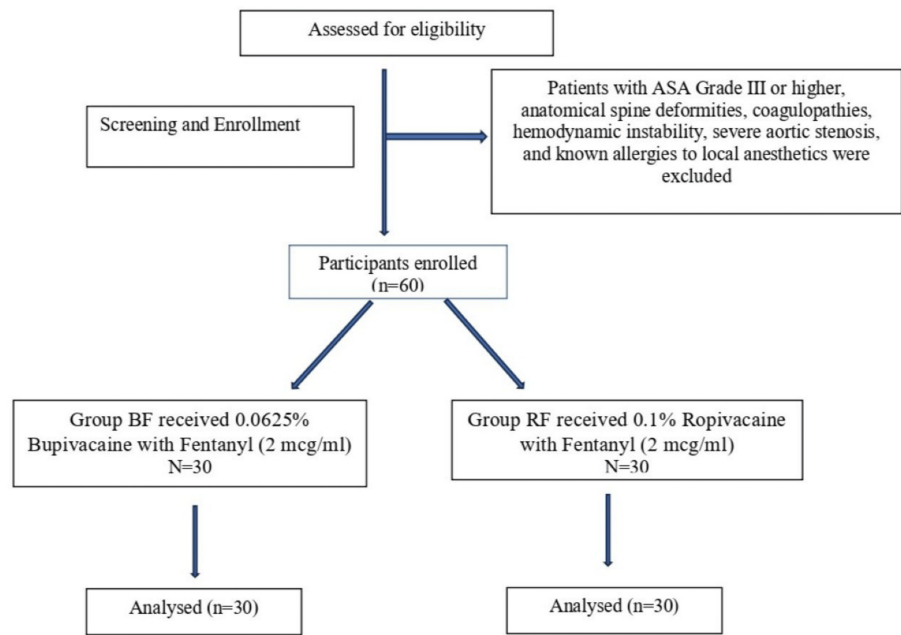 Assessed for eligibility
Screening and Enrollment
Patients with ASA Grade III or higher,
anatomical spine deformities, coagulopathies,
hemodynamic instability, severe aortic stenosis,
and known allergies to local anesthetics were
excluded
Participants enrolled
(n=60)
Group BF received 0.0625%
Bupivacaine with Fentanyl (2 mcg/ml)
N=30
Group RF received 0.1% Ropivacaine
with Fentanyl (2 mcg/ml)
N=30
Analysed (n=30)
Analysed (n=30)